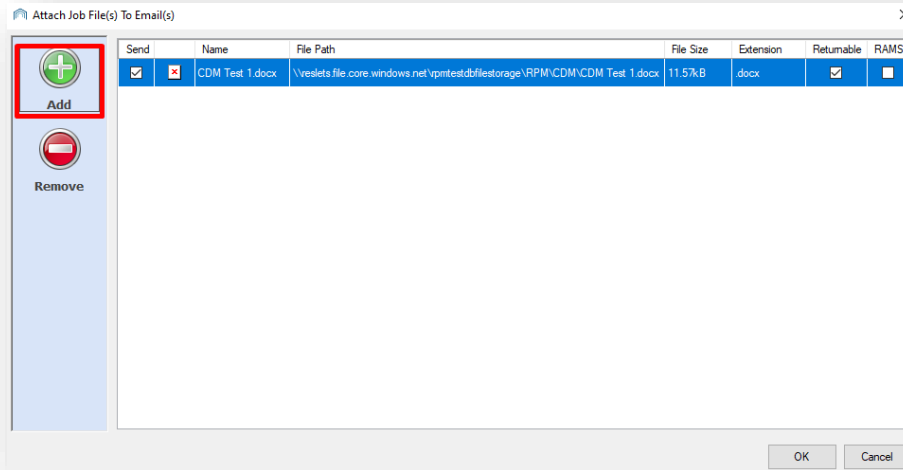 Attach Job File(s) To Email(s)
Add
Remove
Send Name File Path File Size Extension Returnable RAMS
CDM Test 1.docx \\reslets.file.core.windows.net\rpmtestdbfilestorage\RPM\CDM\CDM Test 1.docx 11.57kB .docx
OK Cancel